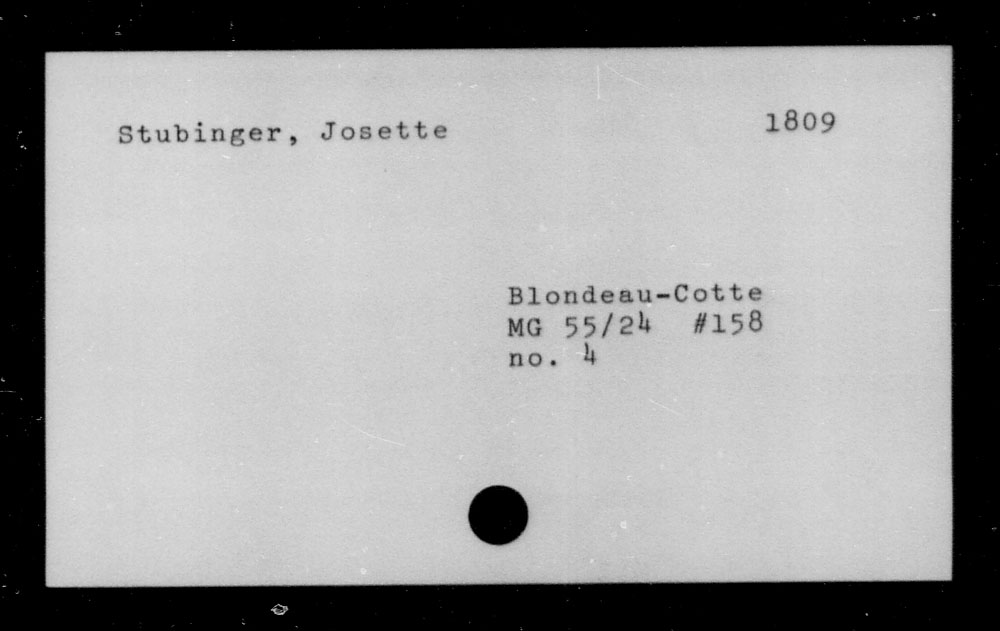 Stubinger, Josette 1809
Blondeau-Cotte
MG 55/24 #158
no. 4